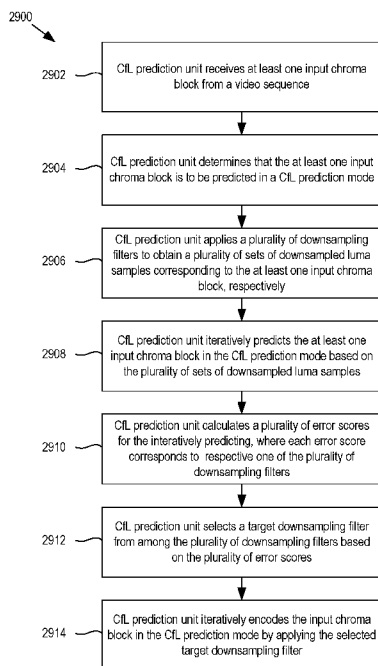 2900
2902
CfL prediction unit receives at least one input chroma
block from a video sequence
2904
CfL prediction unit determines that the at least one input
chroma block is to be predicted in a CfL prediction mode
2906
CfL prediction unit applies a plurality of downsampling
filters to obtain a plurality of sets of downsampled luma
samples corresponding to the at least one input chroma
block, respectively
2908
CfL prediction unit iteratively predicts the at least one
input chroma block in the CfL prediction mode based on
the plurality of sets of downsampled luma samples
2910
CfL prediction unit calculates a plurality of error scores
for the interatively predicting, where each error score
corresponds to respective one of the plurality of
downsampling filters
2912
CfL prediction unit selects a target downsampling filter
from among the plurality of downsampling filters based
on the plurality of error scores
2914
CfL prediction unit iteratively encodes the input chroma
block in the CfL prediction mode by applying the selected
target downsampling filter